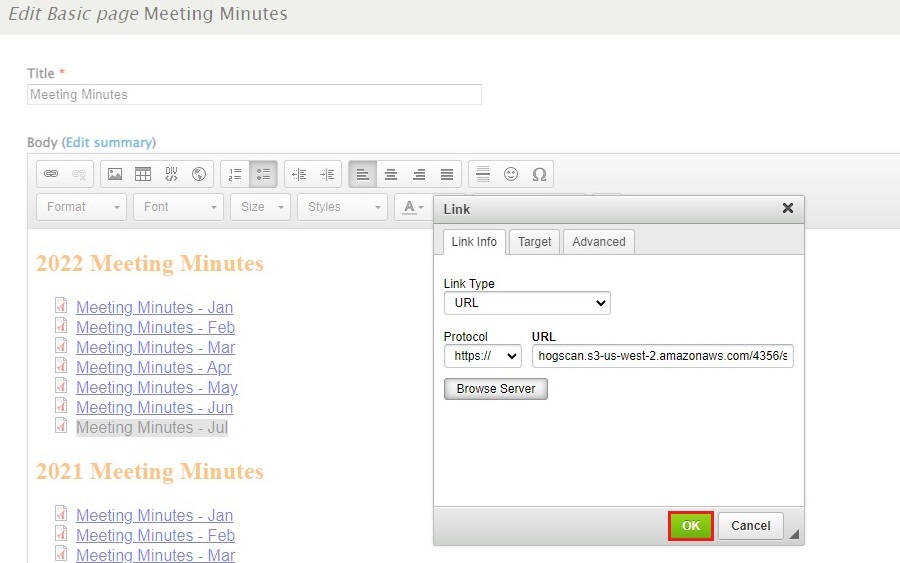 Edit Basic page Meeting Minutes
Title *
Meeting Minutes
Body (Edit summary)
DIV
Format
Font
Size
Styles
A
Link
Link Info
Target
Advanced
Link Type
URL
Protocol
URL
https://
hogscan.s3-us-west-2.amazonaws.com/4356/s
Browse Server
OK
Cancel
2022 Meeting Minutes
Meeting Minutes - Jan
Meeting Minutes - Feb
Meeting Minutes - Mar
Meeting Minutes - Apr
Meeting Minutes - May
Meeting Minutes - Jun
Meeting Minutes - Jul
2021 Meeting Minutes
Meeting Minutes - Jan
Meeting Minutes - Feb
Meeting Minutes - Mar